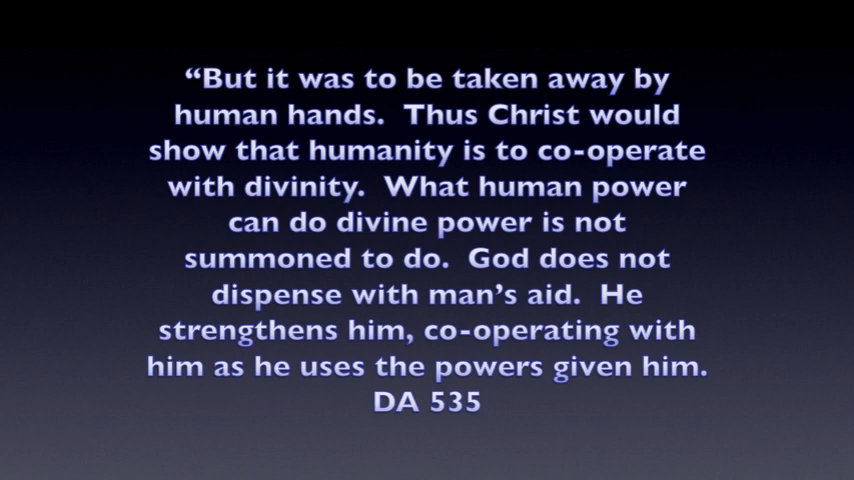 “But it was to be taken away by
human hands.  Thus Christ would
show that humanity is to co-operate
with divinity.  What human power
can do divine power is not
summoned to do.  God does not
dispense with man’s aid.  He
strengthens him, co-operating with
him as he uses the powers given him.
DA 535